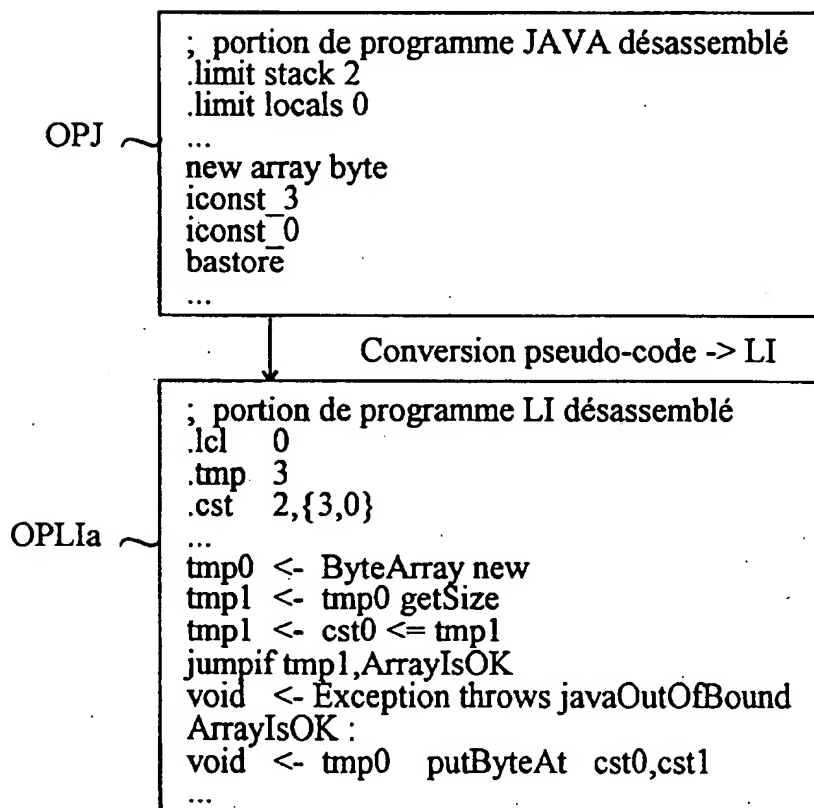 ; portion de programme JAVA désassemblé
.limit stack 2
.limit locals 0
OPJ
...
new array byte
iconst_3
iconst_0
bastore
...
Conversion pseudo-code -> LI
; portion de programme LI désassemblé
.lcl 0
.tmp 3
.cst 2,{3,0}
OPLIa
...
tmp0 <- ByteArray new
tmp1 <- tmp0 getSize
tmp1 <- cst0 <= tmp1
jumpif tmp1,ArrayIsOK
void <- Exception throws javaOutOfBound
ArrayIsOK :
void <- tmp0 putByteAt cst0,cst1
...